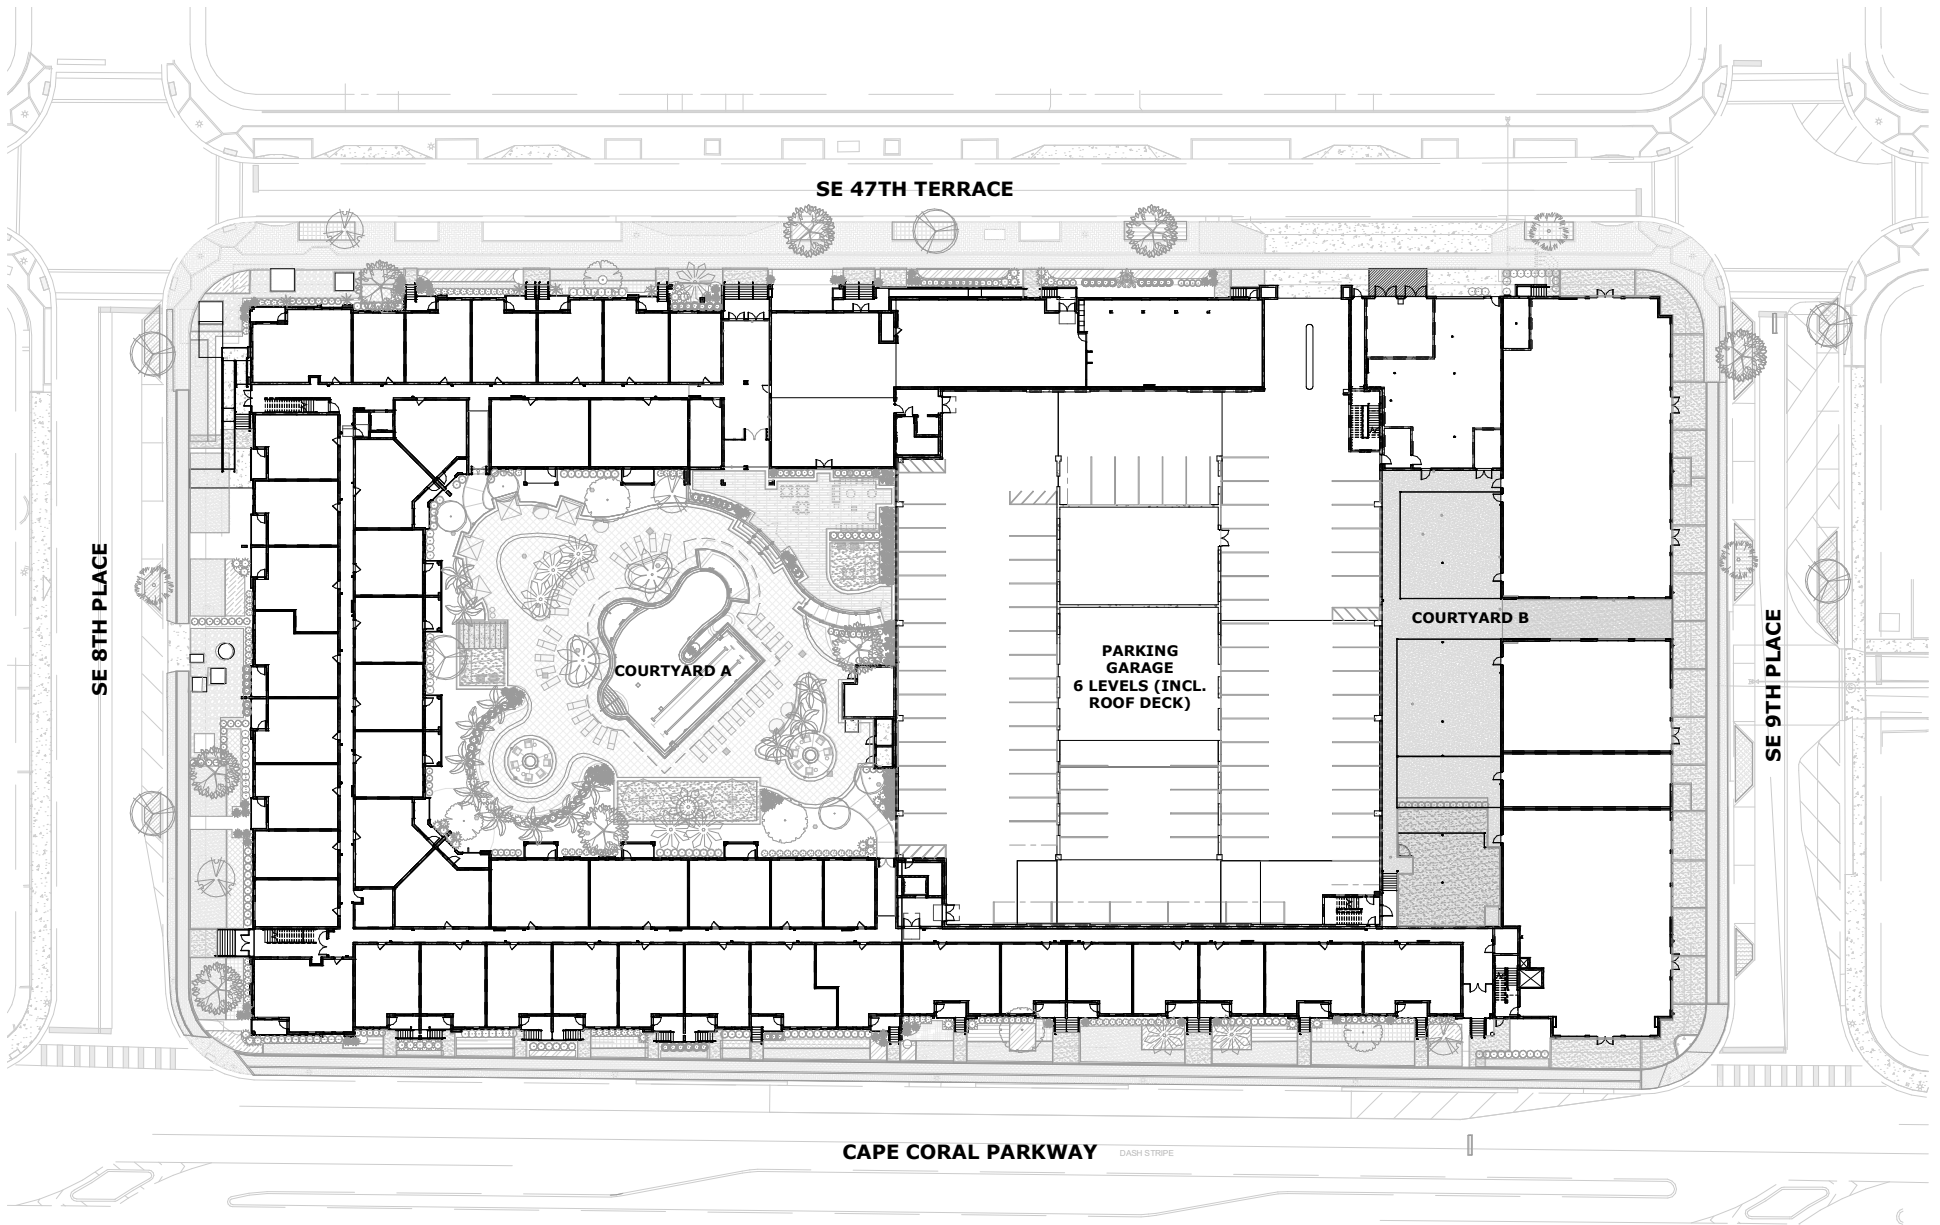 SE 47TH TERRACE
SE 8TH PLACE
COURTYARD A
PARKING
GARAGE
6 LEVELS (INCL.
ROOF DECK)
COURTYARD B
SE 9TH PLACE
CAPE CORAL PARKWAY
DASH STRIPE